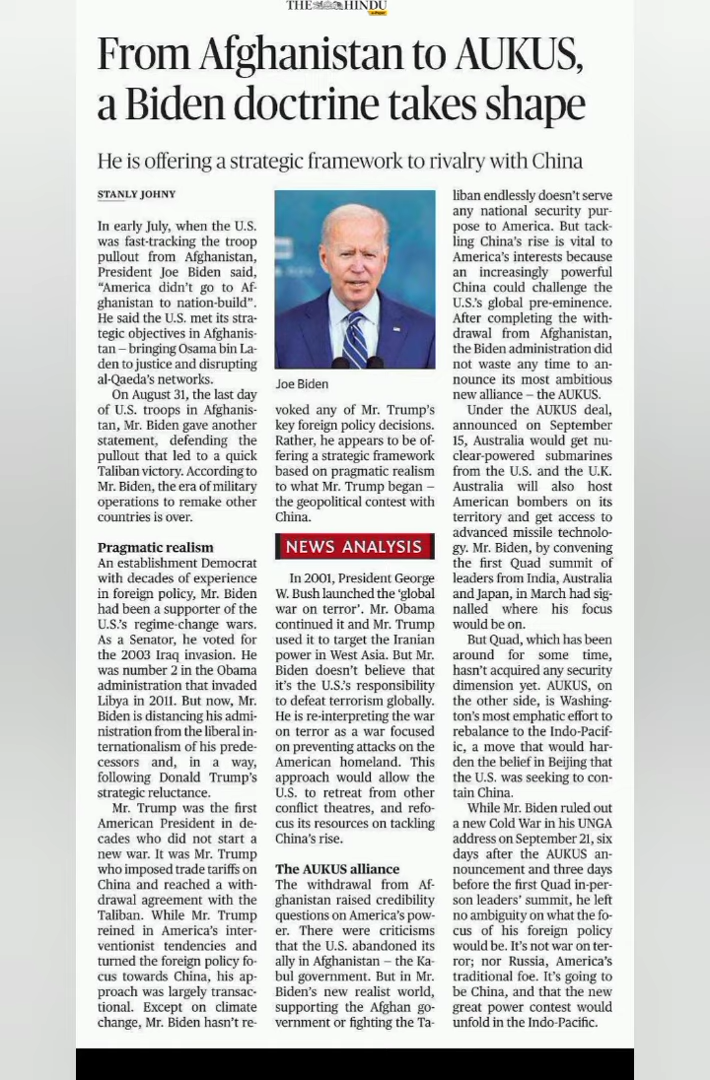 THE HINDU
From Afghanistan to AUKUS,
a Biden doctrine takes shape
He is offering a strategic framework to rivalry with China
STANLY JOHNY
In early July, when the U.S.
was fast-tracking the troop
pullout from Afghanistan,
President Joe Biden said,
“America didn’t go to Af-
ghanistan to nation-build”.
He said the U.S. met its stra-
tegic objectives in Afghanis-
tan – bringing Osama bin La-
den to justice and disrupting
al-Qaeda’s networks.
On August 31, the last day
of U.S. troops in Afghanis-
tan, Mr. Biden gave another
statement, defending the
pullout that led to a quick
Taliban victory. According to
Mr. Biden, the era of military
operations to remake other
countries is over.
Pragmatic realism
An establishment Democrat
with decades of experience
in foreign policy, Mr. Biden
had been a supporter of the
U.S.’s regime-change wars.
As a Senator, he voted for
the 2003 Iraq invasion. He
was number 2 in the Obama
administration that invaded
Libya in 2011. But now, Mr.
Biden is distancing his admi-
nistration from the liberal in-
ternationalism of his prede-
cessors and, in a way,
following Donald Trump’s
strategic reluctance.
Mr. Trump was the first
American President in de-
cades who did not start a
new war. It was Mr. Trump
who imposed trade tariffs on
China and reached a with-
drawal agreement with the
Taliban. While Mr. Trump
reined in America’s inter-
ventionist tendencies and
turned the foreign policy fo-
cus towards China, his ap-
proach was largely transac-
tional. Except on climate
change, Mr. Biden hasn’t re-
Joe Biden
voked any of Mr. Trump’s
key foreign policy decisions.
Rather, he appears to be of-
fering a strategic framework
based on pragmatic realism
to what Mr. Trump began –
the geopolitical contest with
China.
NEWS ANALYSIS
In 2001, President George
W. Bush launched the ‘global
war on terror’. Mr. Obama
continued it and Mr. Trump
used it to target the Iranian
power in West Asia. But Mr.
Biden doesn’t believe that
it’s the U.S.’s responsibility
to defeat terrorism globally.
He is re-interpreting the war
on terror as a war focused
on preventing attacks on the
American homeland. This
approach would allow the
U.S. to retreat from other
conflict theatres, and refo-
cus its resources on tackling
China’s rise.
The AUKUS alliance
The withdrawal from Af-
ghanistan raised credibility
questions on America’s pow-
er. There were criticisms
that the U.S. abandoned its
ally in Afghanistan – the Ka-
bul government. But in Mr.
Biden’s new realist world,
supporting the Afghan go-
vernment or fighting the Ta-
liban endlessly doesn’t serve
any national security pur-
pose to America. But tack-
ling China’s rise is vital to
America’s interests because
an increasingly powerful
China could challenge the
U.S.’s global pre-eminence.
After completing the with-
drawal from Afghanistan,
the Biden administration did
not waste any time to an-
nounce its most ambitious
new alliance – the AUKUS.
Under the AUKUS deal,
announced on September
15, Australia would get nu-
clear-powered submarines
from the U.S. and the U.K.
Australia will also host
American bombers on its
territory and get access to
advanced missile technolo-
gy. Mr. Biden, by convening
the first Quad summit of
leaders from India, Australia
and Japan, in March had sig-
nalled where his focus
would be on.
But Quad, which has been
around for some time,
hasn’t acquired any security
dimension yet. AUKUS, on
the other side, is Washing-
ton’s most emphatic effort to
rebalance to the Indo-Pacif-
ic, a move that would har-
den the belief in Beijing that
the U.S. was seeking to con-
tain China.
While Mr. Biden ruled out
a new Cold War in his UNGA
address on September 21, six
days after the AUKUS an-
nouncement and three days
before the first Quad in-per-
son leaders’ summit, he left
no ambiguity on what the fo-
cus of his foreign policy
would be. It’s not war on ter-
ror; nor Russia, America’s
traditional foe. It’s going to
be China, and that the new
great power contest would
unfold in the Indo-Pacific.